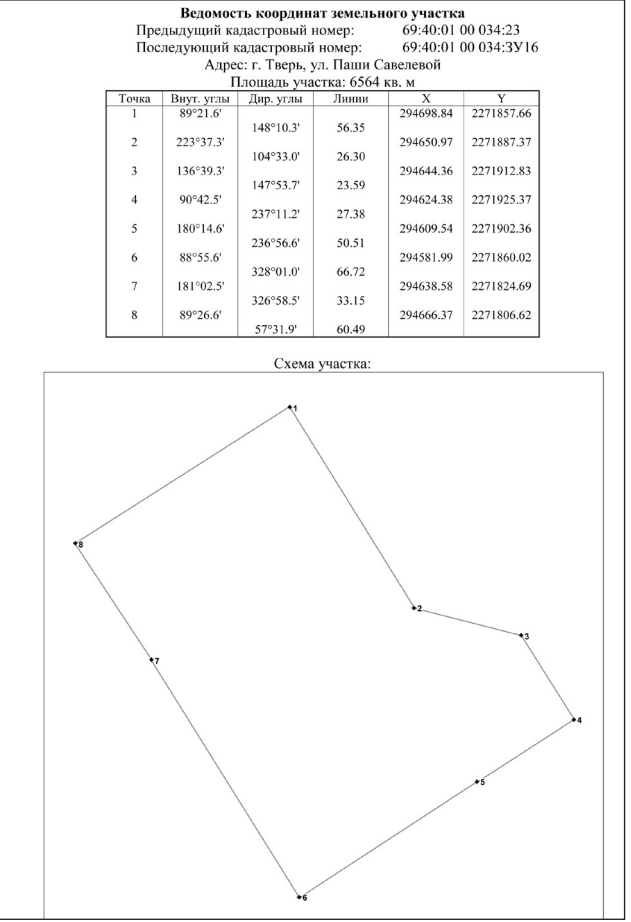 Ведомость координат земельного участка
Предыдущий кадастровый номер: 69:40:01 00 034:23
Последующий кадастровый номер: 69:40:01 00 034:ЗУ16
Адрес: г. Тверь, ул. Паши Савелевой
Площадь участка: 6564 кв. м
Точка Внут. углы Дир. углы Линии X Y
1 89°21.6' 294698.84 2271857.66
148°10.3' 56.35
2 223°37.3' 294650.97 2271887.37
104°33.0' 26.30
3 136°39.3' 294644.36 2271912.83
147°53.7' 23.59
4 90°42.5' 294624.38 2271925.37
237°11.2' 27.38
5 180°14.6' 294609.54 2271902.36
236°56.6' 50.51
6 88°55.6' 294581.99 2271860.02
328°01.0' 66.72
7 181°02.5' 294638.58 2271824.69
326°58.5' 33.15
8 89°26.6' 294666.37 2271806.62
57°31.9' 60.49
Схема участка:
1
8
2
3
7
4
5
6